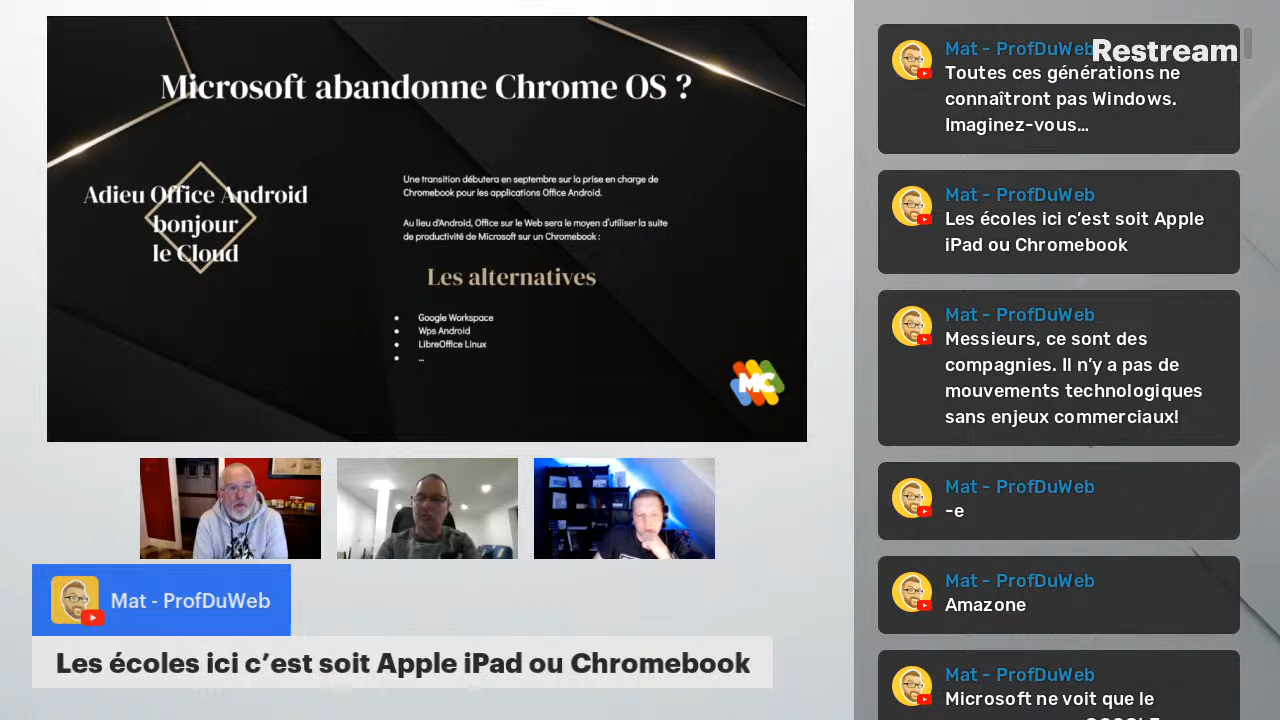 Microsoft abandonne Chrome OS ?
Adieu Office Android
bonjour
le Cloud
Une transition débutera en septembre sur la prise en charge de
Chromebook pour les applications Office Android.
Au lieu d'Android, Office sur le Web sera le moyen d'utiliser la suite
de productivité de Microsoft sur un Chromebook :
Les alternatives
● Google Workspace
● Wps Android
● LibreOffice Linux
● ...
MC
Mat - ProfDuWeb
Les écoles ici c’est soit Apple iPad ou Chromebook
Restream
Mat - ProfDuWeb
Toutes ces générations ne
connaîtront pas Windows.
Imaginez-vous…
Mat - ProfDuWeb
Les écoles ici c’est soit Apple
iPad ou Chromebook
Mat - ProfDuWeb
Messieurs, ce sont des
compagnies. Il n’y a pas de
mouvements technologiques
sans enjeux commerciaux!
Mat - ProfDuWeb
-e
Mat - ProfDuWeb
Amazone
Mat - ProfDuWeb
Microsoft ne voit que le